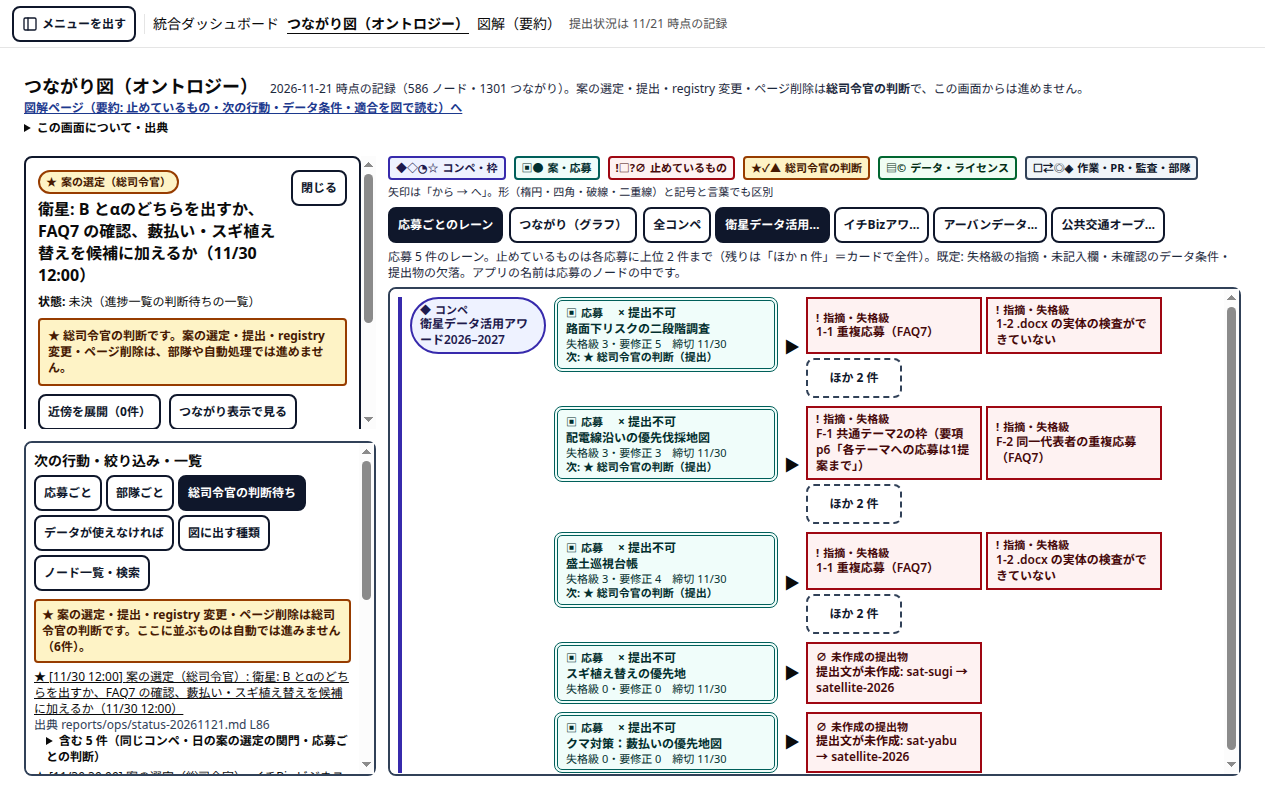 メニューを出す
統合ダッシュボード つながり図（オントロジー） 図解（要約） 提出状況は 11/21 時点の記録
つながり図（オントロジー） 2026-11-21 時点の記録（586 ノード・1301 つながり）。案の選定・提出・registry 変更・ページ削除は総司令官の判断で、この画面からは進めません。
図解ページ（要約: 止めているもの・次の行動・データ条件・適合を図で読む）へ
▶ この画面について・出典
★ 案の選定（総司令官）
閉じる
衛星: B とαのどちらを出すか、
FAQ7 の確認、藪払い・スギ植え
替えを候補に加えるか（11/30
12:00）
状態: 未決（進捗一覧の判断待ちの一覧）
★ 総司令官の判断です。案の選定・提出・registry
変更・ページ削除は、部隊や自動処理では進めませ
ん。
近傍を展開（0件）
つながり表示で見る
次の行動・絞り込み・一覧
応募ごと
部隊ごと
総司令官の判断待ち
データが使えなければ
図に出す種類
ノード一覧・検索
★ 案の選定・提出・registry 変更・ページ削除は総司
令官の判断です。ここに並ぶものは自動では進みません
（6件）。
★ [11/30 12:00] 案の選定（総司令官）: 衛星: B とαのどち
らを出すか、FAQ7 の確認、藪払い・スギ植え替えを候補
に加えるか（11/30 12:00）
出典 reports/ops/status-20261121.md L86
▶ 含む 5 件（同じコンペ・日の案の選定の関門・応募ご
との判断）
◆◇◔☆ コンペ・枠
▣● 案・応募
!☐?⊘ 止めているもの
★✓▲ 総司令官の判断
▤© データ・ライセンス
☐⇄◎◆ 作業・PR・監査・部隊
矢印は「から → へ」。形（楕円・四角・破線・二重線）と記号と言葉でも区別
応募ごとのレーン
つながり（グラフ）
全コンペ
衛星データ活用...
イチBizアワ...
アーバンデータ...
公共交通オープ...
応募 5 件のレーン。止めているものは各応募に上位 2 件まで（残りは「ほか n 件」＝カードで全件）。既定: 失格級の指摘・未記入欄・未確認のデータ条件・
提出物の欠落。アプリの名前は応募のノードの中です。
◆ コンペ
衛星データ活用アワ
ード2026–2027
▣ 応募 × 提出不可
路面下リスクの二段階調査
失格級 3・要修正 5 締切 11/30
次: ★ 総司令官の判断（提出）
▶
! 指摘・失格級
1-1 重複応募（FAQ7）
! 指摘・失格級
1-2 .docx の実体の検査がで
きていない
ほか 2 件
▣ 応募 × 提出不可
配電線沿いの優先伐採地図
失格級 3・要修正 3 締切 11/30
次: ★ 総司令官の判断（提出）
▶
! 指摘・失格級
F-1 共通テーマ2の枠（要項
p6「各テーマへの応募は1提
案まで」）
! 指摘・失格級
F-2 同一代表者の重複応募
（FAQ7）
ほか 2 件
▣ 応募 × 提出不可
盛土巡視台帳
失格級 3・要修正 4 締切 11/30
次: ★ 総司令官の判断（提出）
▶
! 指摘・失格級
1-1 重複応募（FAQ7）
! 指摘・失格級
1-2 .docx の実体の検査がで
きていない
ほか 2 件
▣ 応募 × 提出不可
スギ植え替えの優先地
失格級 0・要修正 0 締切 11/30
▶
⊘ 未作成の提出物
提出文が未作成: sat-sugi →
satellite-2026
▣ 応募 × 提出不可
クマ対策：藪払いの優先地図
失格級 0・要修正 0 締切 11/30
▶
⊘ 未作成の提出物
提出文が未作成: sat-yabu
→ satellite-2026